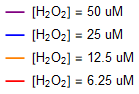 [H₂O₂] = 50 uM
[H₂O₂] = 25 uM
[H₂O₂] = 12.5 uM
[H₂O₂] = 6.25 uM